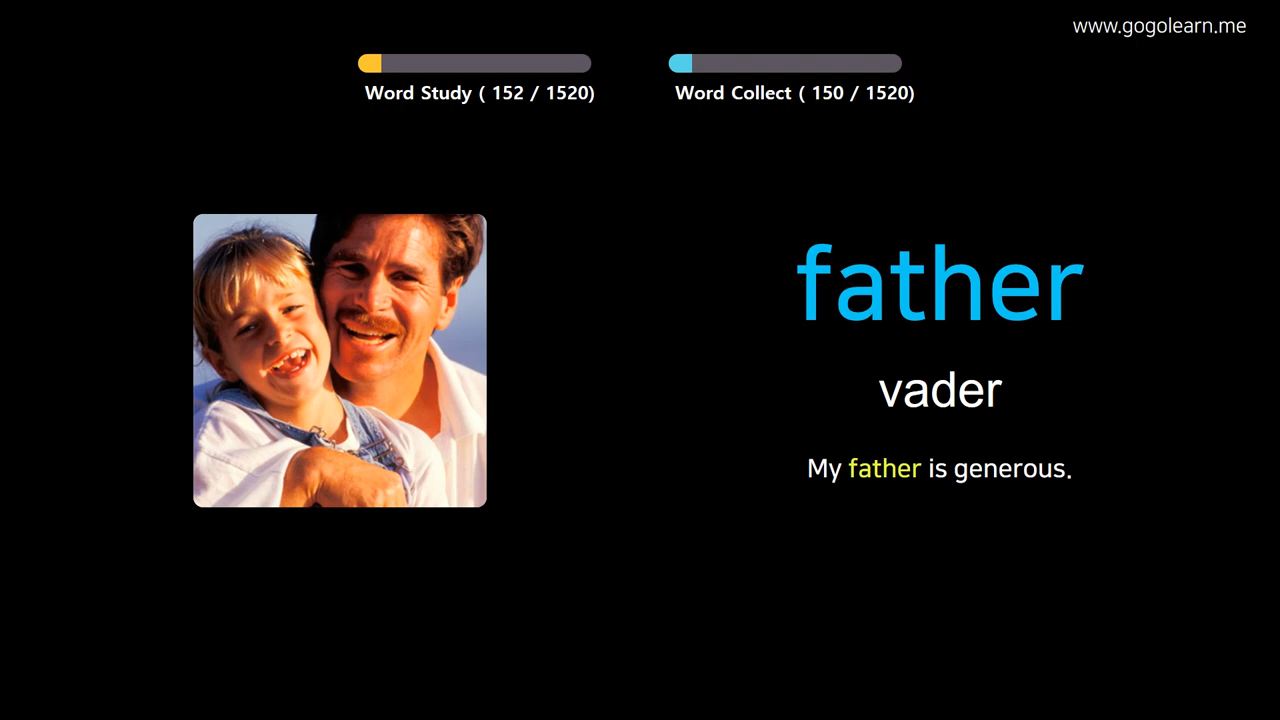 www.gogolearn.me
Word Study ( 152 / 1520)
Word Collect ( 150 / 1520)
father
vader
My father is generous.